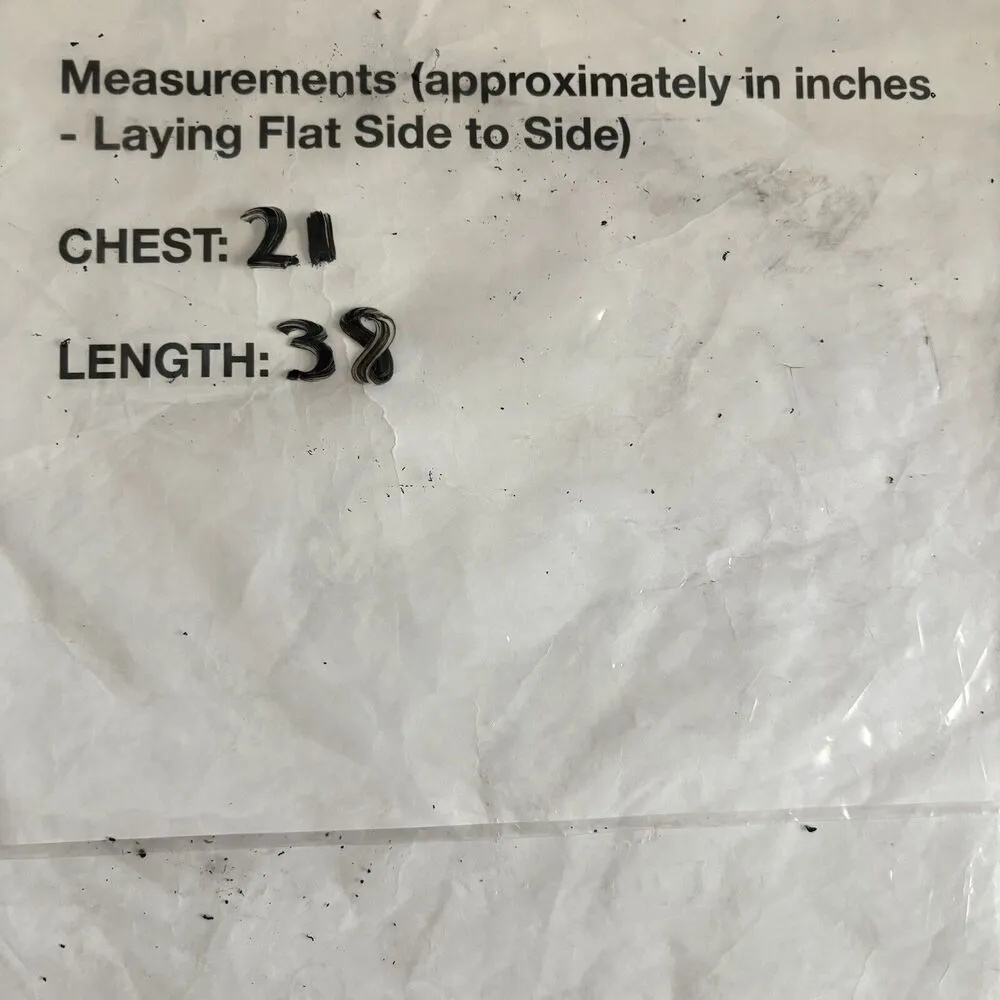 Measurements (approximately in inches.
- Laying Flat Side to Side)
CHEST: 21
LENGTH: 38